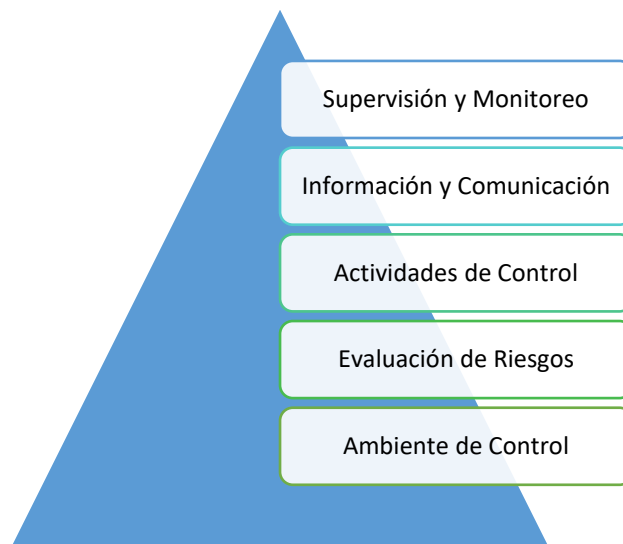 Supervisión y Monitoreo
Información y Comunicación
Actividades de Control
Evaluación de Riesgos
Ambiente de Control